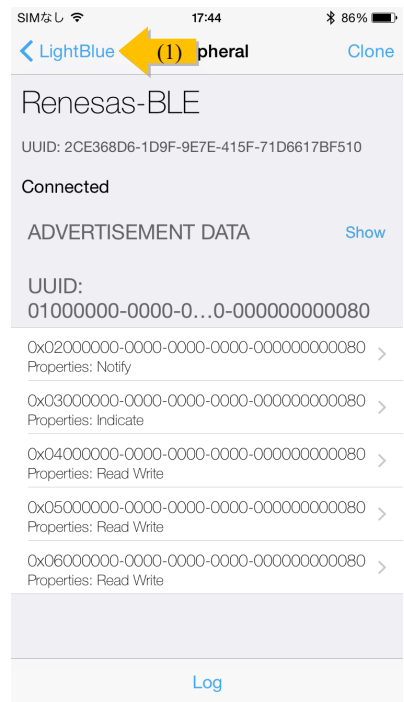 SIMなし 17:44 86%
LightBlue (1) pheral Clone
Renesas-BLE
UUID: 2CE368D6-1D9F-9E7E-415F-71D6617BF510
Connected
ADVERTISEMENT DATA Show
UUID:
01000000-0000-0...0-000000000080
0x02000000-0000-0000-0000-000000000080
Properties: Notify
0x03000000-0000-0000-0000-000000000080
Properties: Indicate
0x04000000-0000-0000-0000-000000000080
Properties: Read Write
0x05000000-0000-0000-0000-000000000080
Properties: Read Write
0x06000000-0000-0000-0000-000000000080
Properties: Read Write
Log